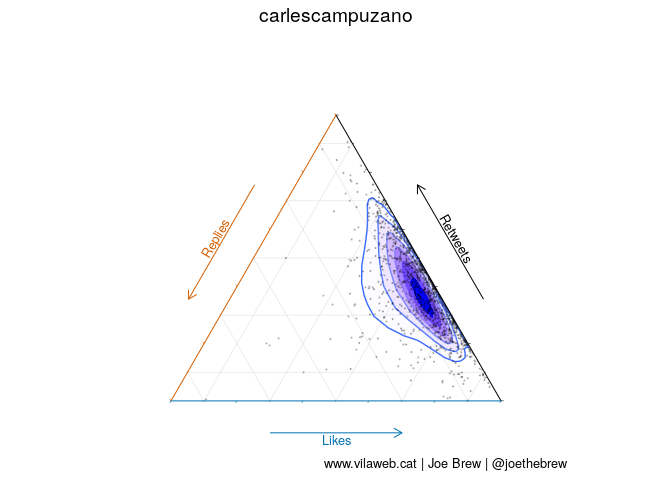 carlescampuzano
Replies
Retweets
Likes
www.vilaweb.cat | Joe Brew | @joethebrew